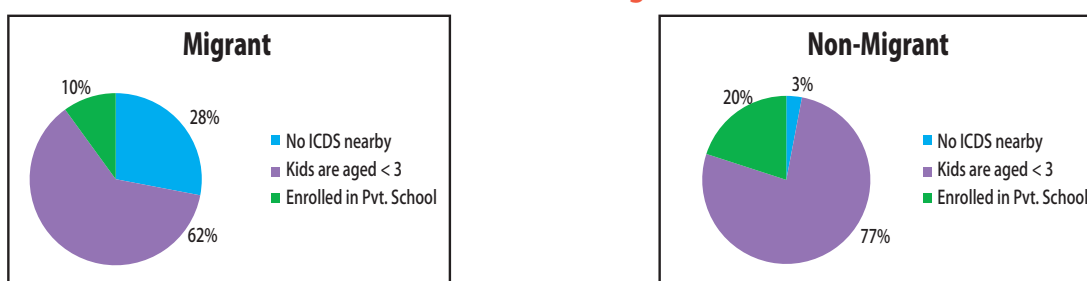 Migrant
10%
28%
No ICDS nearby
Kids are aged < 3
Enrolled in Pvt. School
62%
Non-Migrant
3%
20%
No ICDS nearby
Kids are aged < 3
Enrolled in Pvt. School
77%